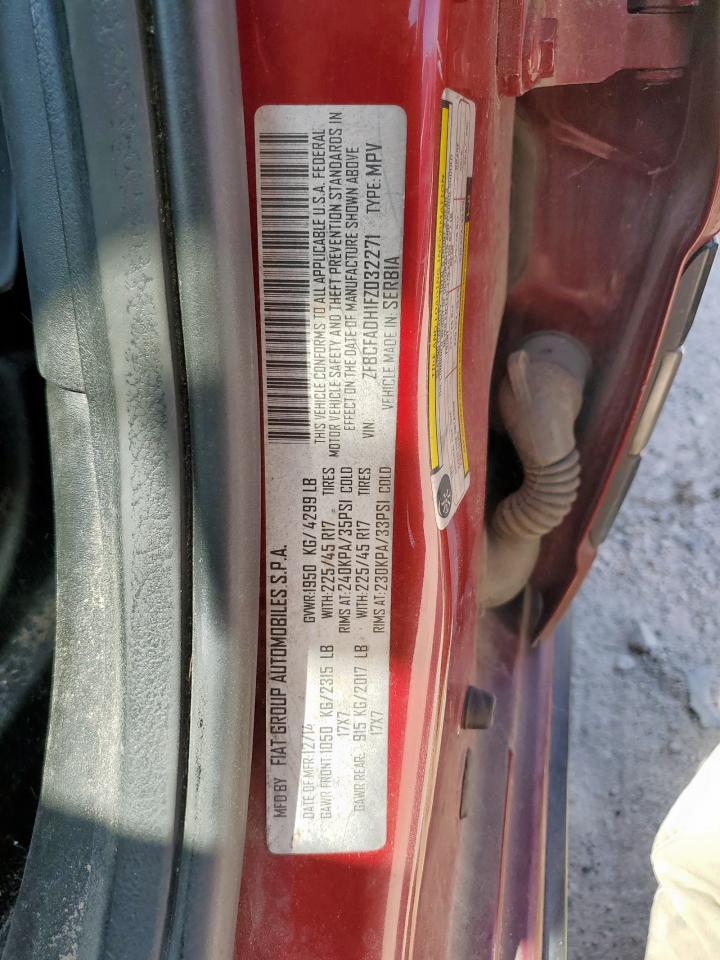 MFD BY FIAT GROUP AUTOMOBILES S.P.A.
DATE OF MFR: 12/14 GVWR: 1950 KG/4299 LB
GAWR FRONT: 1050 KG/2315 LB WITH: 225/45 R17 TIRES
17X7 RIMS AT: 240KPA/35PSI COLD
GAWR REAR: 915 KG/2017 LB WITH: 225/45 R17 TIRES
17X7 RIMS AT: 230KPA/33PSI COLD
THIS VEHICLE CONFORMS TO ALL APPLICABLE U.S.A. FEDERAL
MOTOR VEHICLE SAFETY AND THEFT PREVENTION STANDARDS IN
EFFECT ON THE DATE OF MANUFACTURE SHOWN ABOVE
VIN: ZFBCFADH1FZ032271 TYPE: MPV
VEHICLE MADE IN: SERBIA